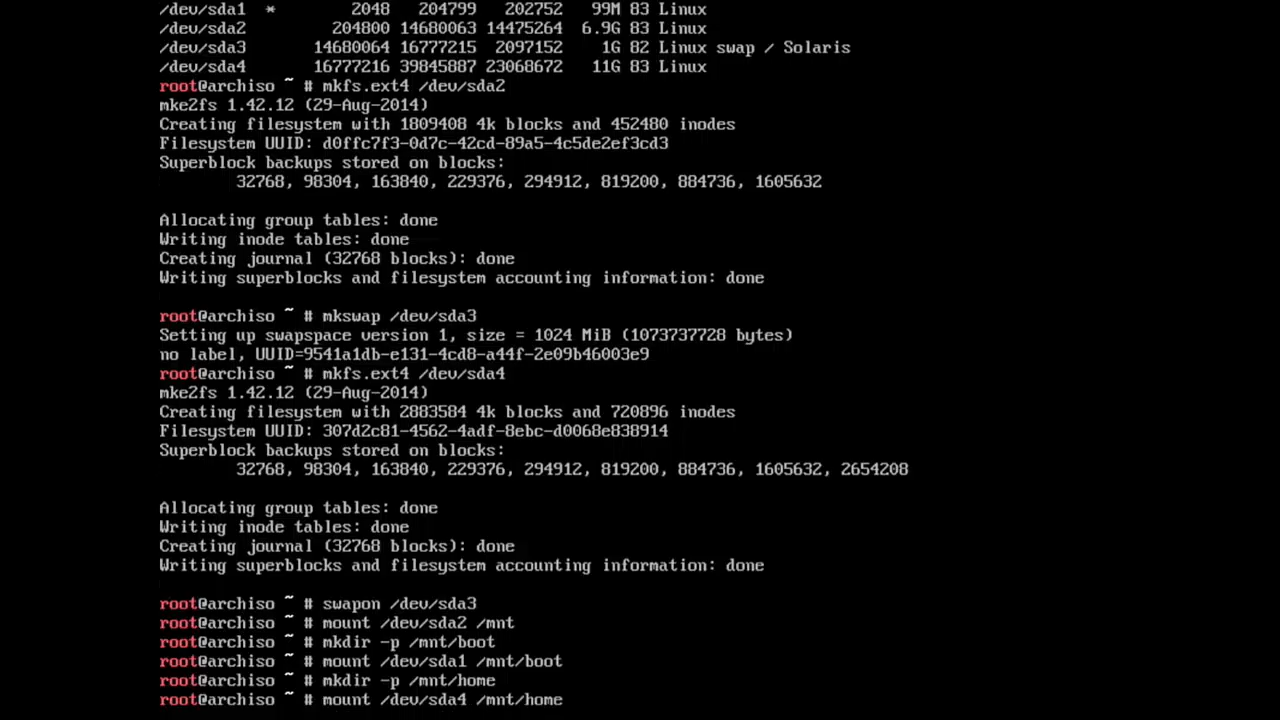 /dev/sda1  *        2048   204799   202752   99M 83 Linux
/dev/sda2         204800 14680063 14475264  6.9G 83 Linux
/dev/sda3       14680064 16777215  2097152    1G 82 Linux swap / Solaris
/dev/sda4       16777216 39845887 23068672   11G 83 Linux
root@archiso ~ # mkfs.ext4 /dev/sda2
mke2fs 1.42.12 (29-Aug-2014)
Creating filesystem with 1809408 4k blocks and 452480 inodes
Filesystem UUID: d0ffc7f3-0d7c-42cd-89a5-4c5de2ef3cd3
Superblock backups stored on blocks:
        32768, 98304, 163840, 229376, 294912, 819200, 884736, 1605632
Allocating group tables: done
Writing inode tables: done
Creating journal (32768 blocks): done
Writing superblocks and filesystem accounting information: done
root@archiso ~ # mkswap /dev/sda3
Setting up swapspace version 1, size = 1024 MiB (1073737728 bytes)
no label, UUID=9541a1db-e131-4cd8-a44f-2e09b46003e9
root@archiso ~ # mkfs.ext4 /dev/sda4
mke2fs 1.42.12 (29-Aug-2014)
Creating filesystem with 2883584 4k blocks and 720896 inodes
Filesystem UUID: 307d2c81-4562-4adf-8ebc-d0068e838914
Superblock backups stored on blocks:
        32768, 98304, 163840, 229376, 294912, 819200, 884736, 1605632, 2654208
Allocating group tables: done
Writing inode tables: done
Creating journal (32768 blocks): done
Writing superblocks and filesystem accounting information: done
root@archiso ~ # swapon /dev/sda3
root@archiso ~ # mount /dev/sda2 /mnt
root@archiso ~ # mkdir -p /mnt/boot
root@archiso ~ # mount /dev/sda1 /mnt/boot
root@archiso ~ # mkdir -p /mnt/home
root@archiso ~ # mount /dev/sda4 /mnt/home